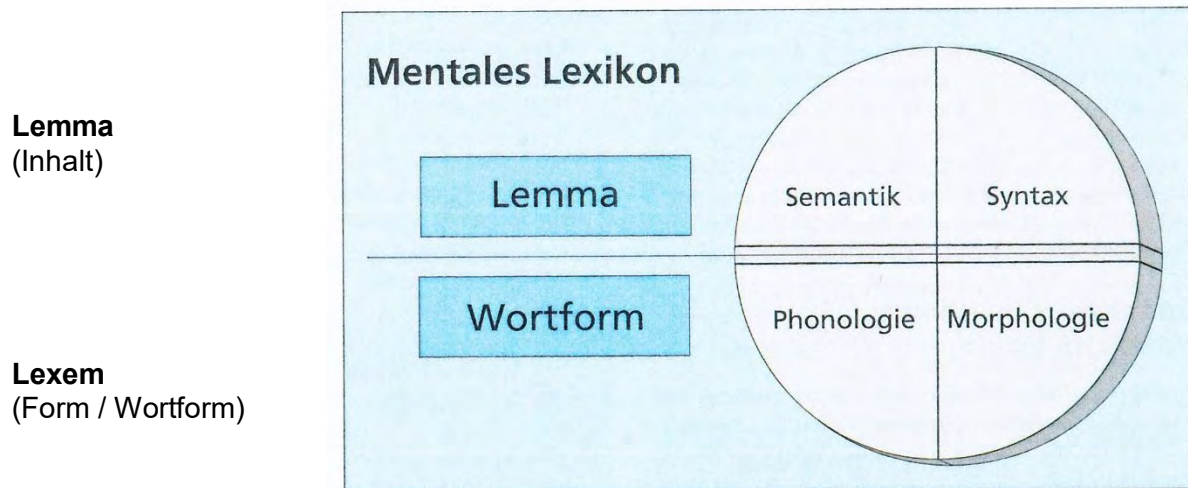 Mentales Lexikon
Lemma
(Inhalt)
Lemma
Semantik
Syntax
Wortform
Phonologie
Morphologie
Lexem
(Form / Wortform)